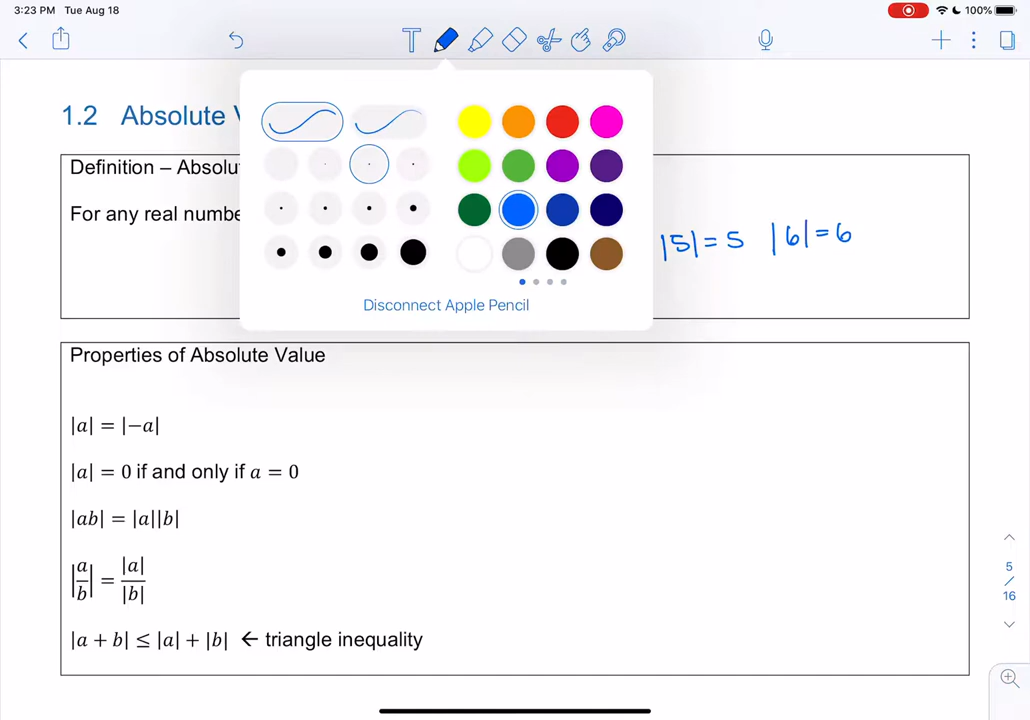 3:23 PM Tue Aug 18
100%
T
1.2 Absolute
Definition – Absolu
For any real numbe
|5| = 5 |6| = 6
Disconnect Apple Pencil
Properties of Absolute Value
|a| = |−a|
|a| = 0 if and only if a = 0
|ab| = |a||b|
|a/b| = |a|/|b|
|a + b| ≤ |a| + |b| ← triangle inequality
5
/
16